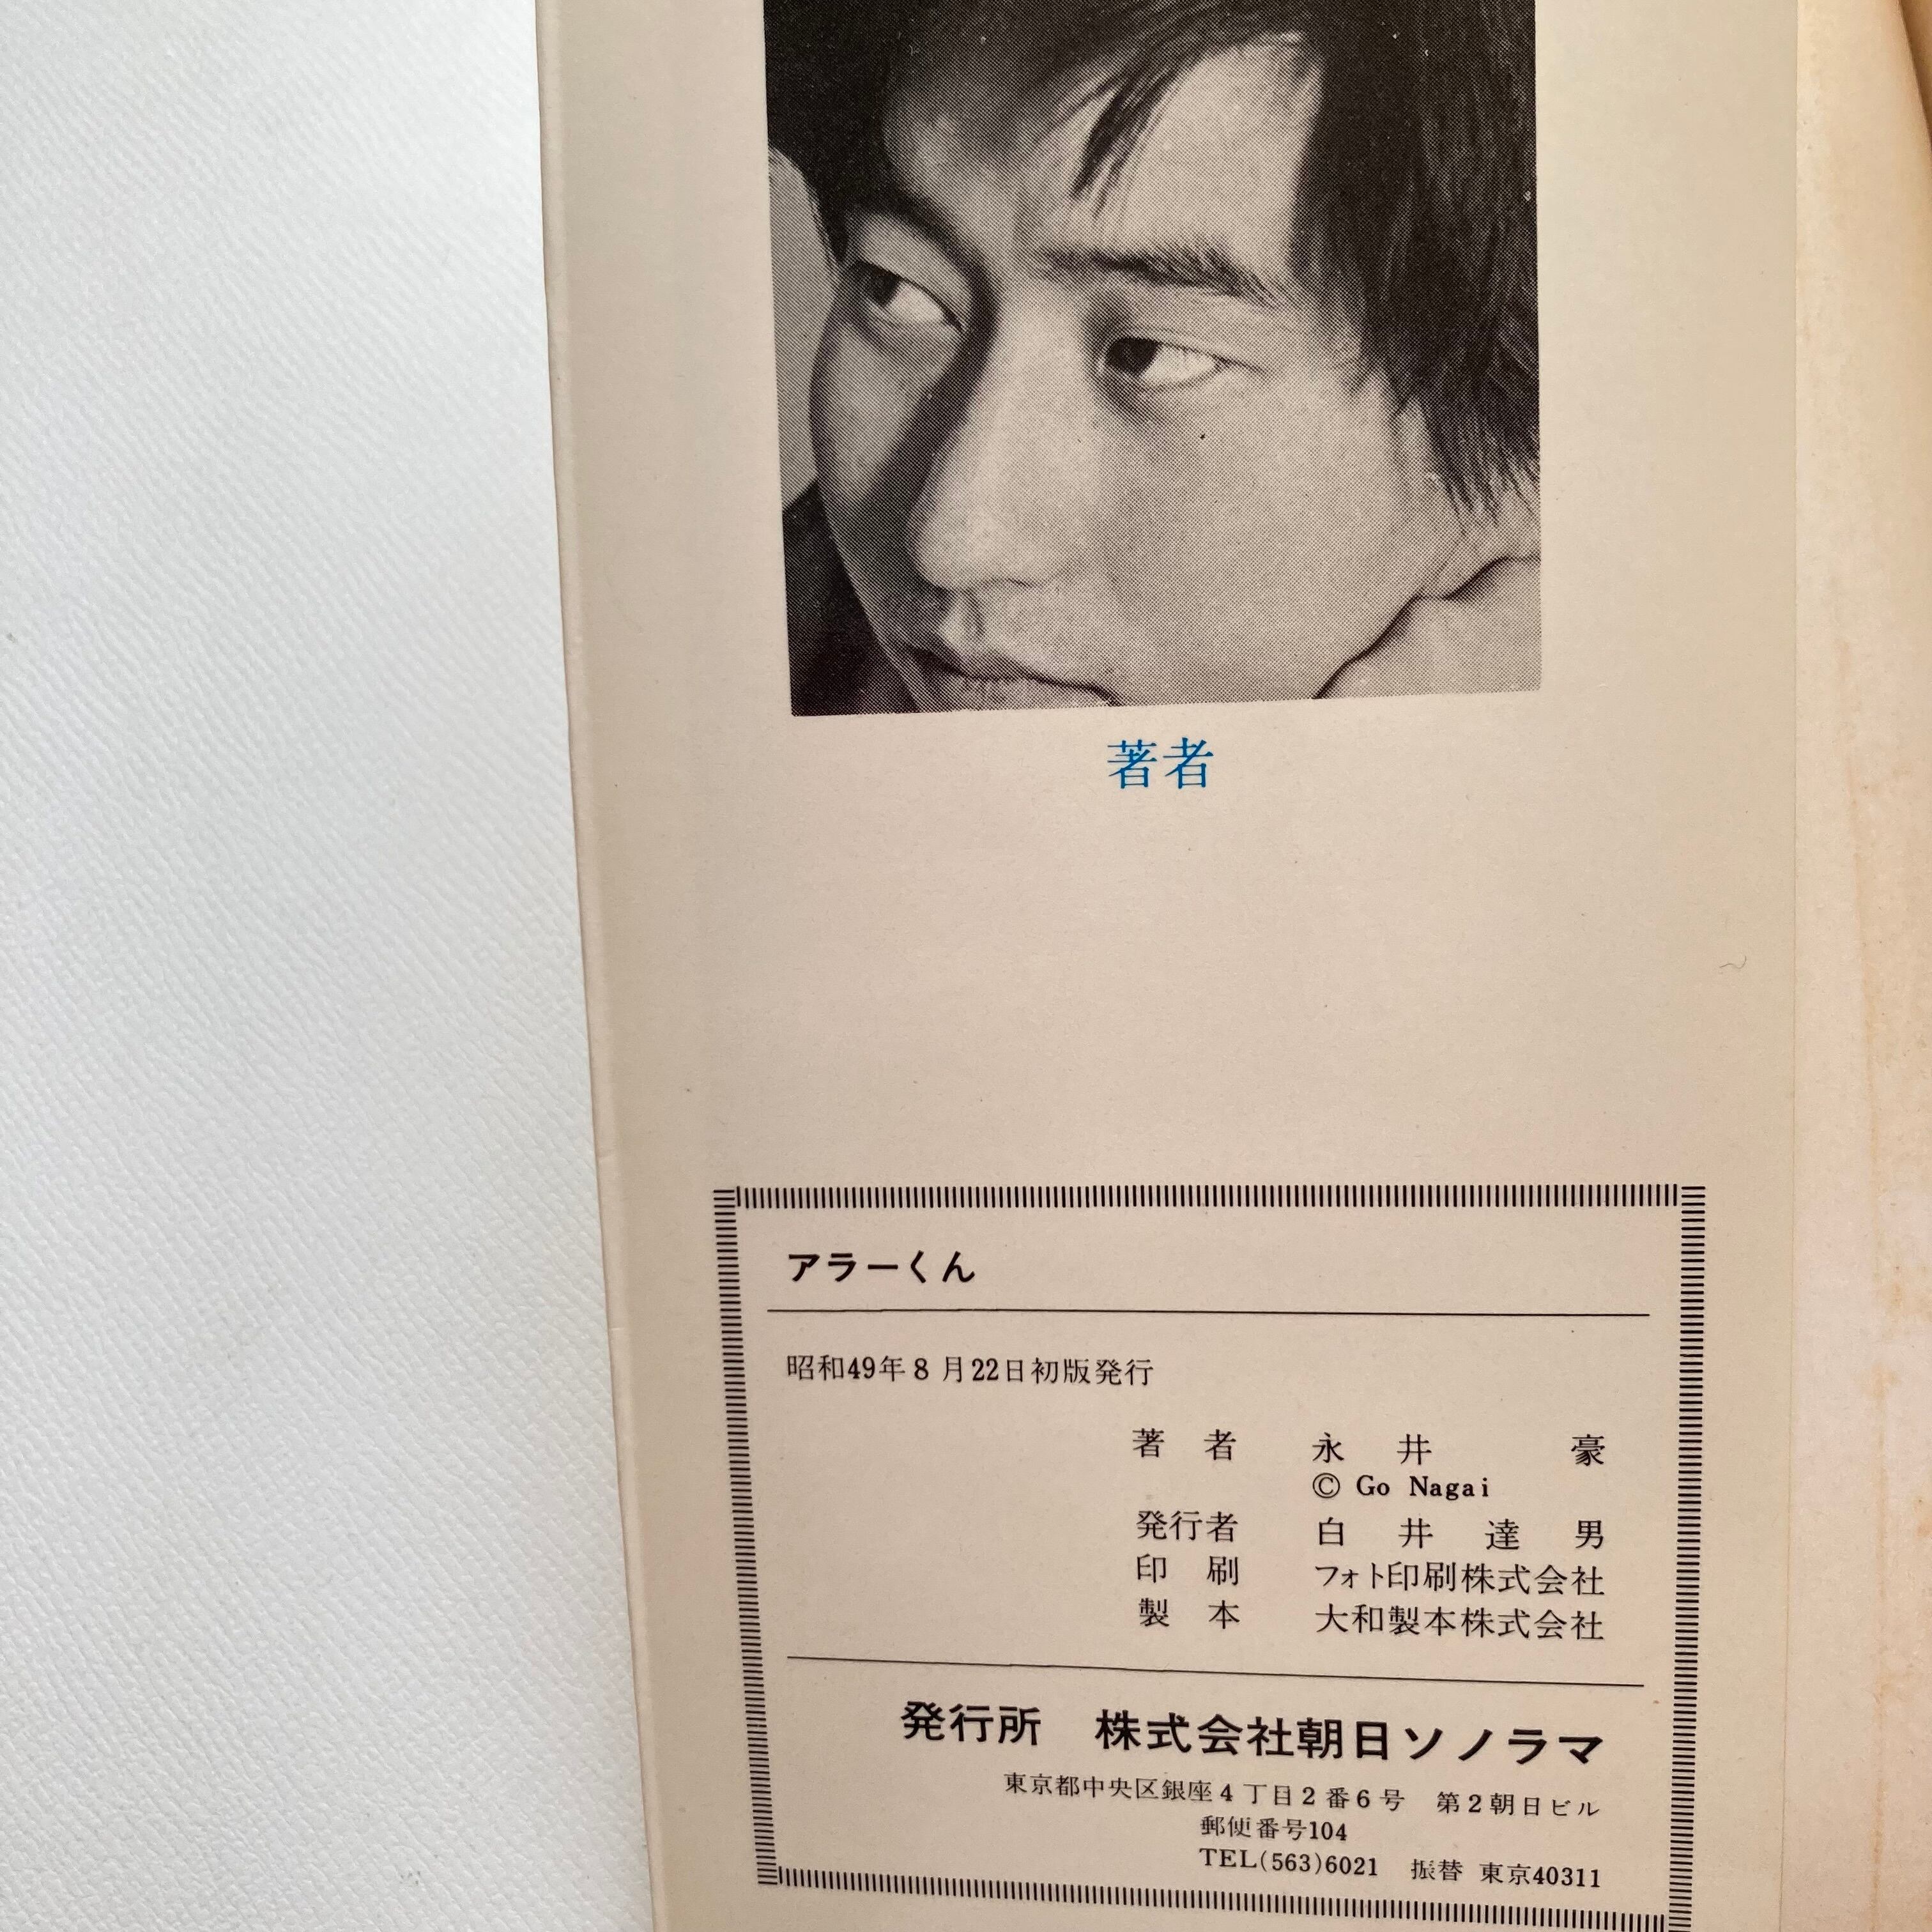 著者
アラーくん
昭和49年8月22日初版発行
著 者 永井 豪
© Go Nagai
発行者 白井達男
印 刷 フォト印刷株式会社
製 本 大和製本株式会社
発行所 株式会社朝日ソノラマ
東京都中央区銀座4丁目2番6号 第2朝日ビル
郵便番号104
TEL(563)6021 振替 東京40311